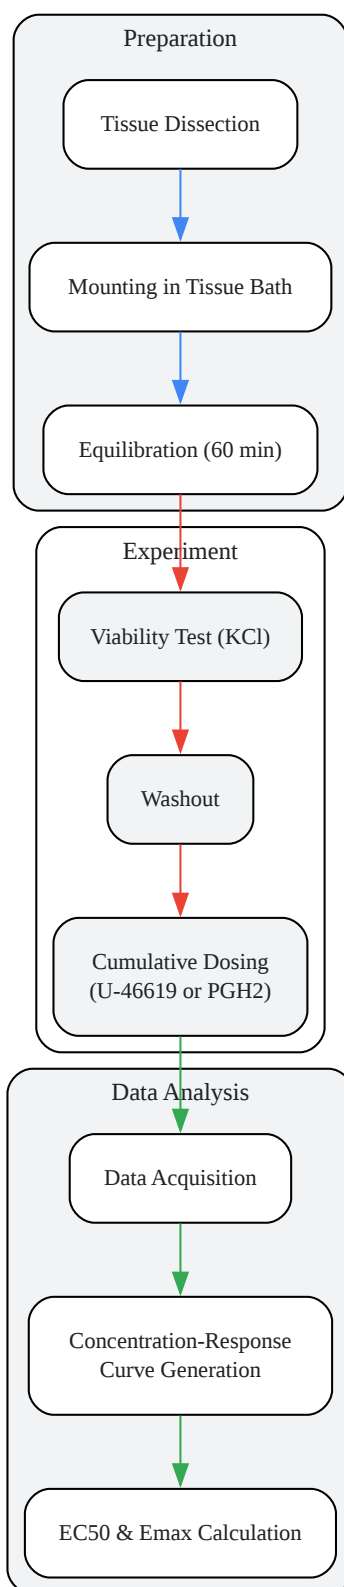 Preparation
Tissue Dissection
Mounting in Tissue Bath
Equilibration (60 min)
Experiment
Viability Test (KCl)
Washout
Cumulative Dosing
(U-46619 or PGH2)
Data Analysis
Data Acquisition
Concentration-Response
Curve Generation
EC50 & Emax Calculation